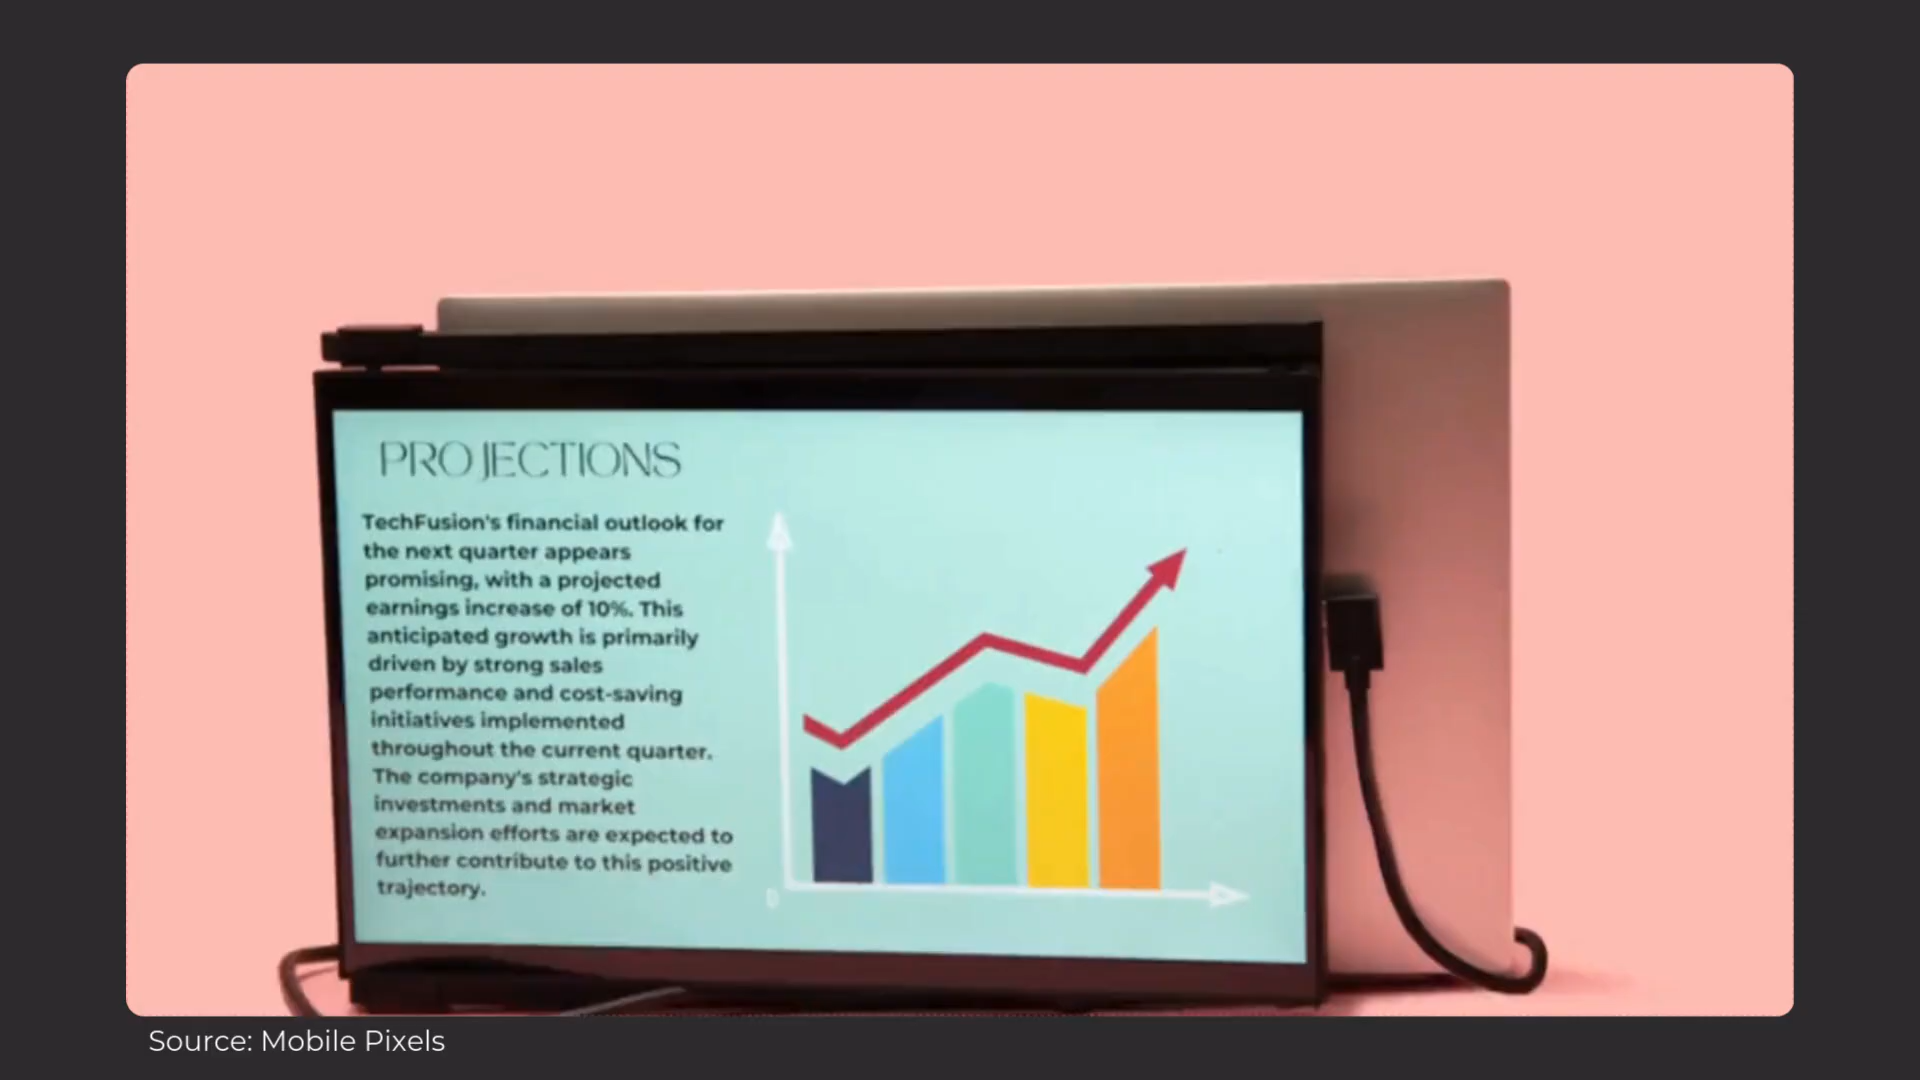 PROJECTIONS
TechFusion's financial outlook for
the next quarter appears
promising, with a projected
earnings increase of 10%. This
anticipated growth is primarily
driven by strong sales
performance and cost-saving
initiatives implemented
throughout the current quarter.
The company's strategic
investments and market
expansion efforts are expected to
further contribute to this positive
trajectory.
0
Source: Mobile Pixels